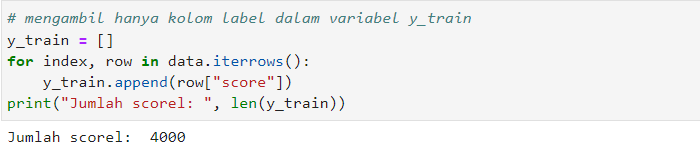 # mengambil hanya kolom label dalam variabel y_train
y_train = []
for index, row in data.iterrows():
    y_train.append(row["score"])
print("Jumlah scorel: ", len(y_train))
Jumlah scorel:  4000